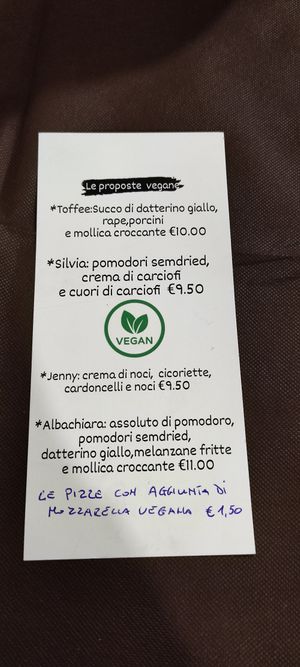 Le proposte vegane
*Toffee:Succo di datterino giallo,
rape,porcini
e mollica croccante €10.00
*Silvia: pomodori semdried,
crema di carciofi
e cuori di carciofi €9.50
VEGAN
*Jenny: crema di noci, cicoriette,
cardoncelli e noci €9.50
*Albachiara: assoluto di pomodoro,
pomodori semdried,
datterino giallo,melanzane fritte
e mollica croccante €11.00
LE PIZZE CON AGGIUNTA DI
MOZZARELLA VEGANA € 1,50